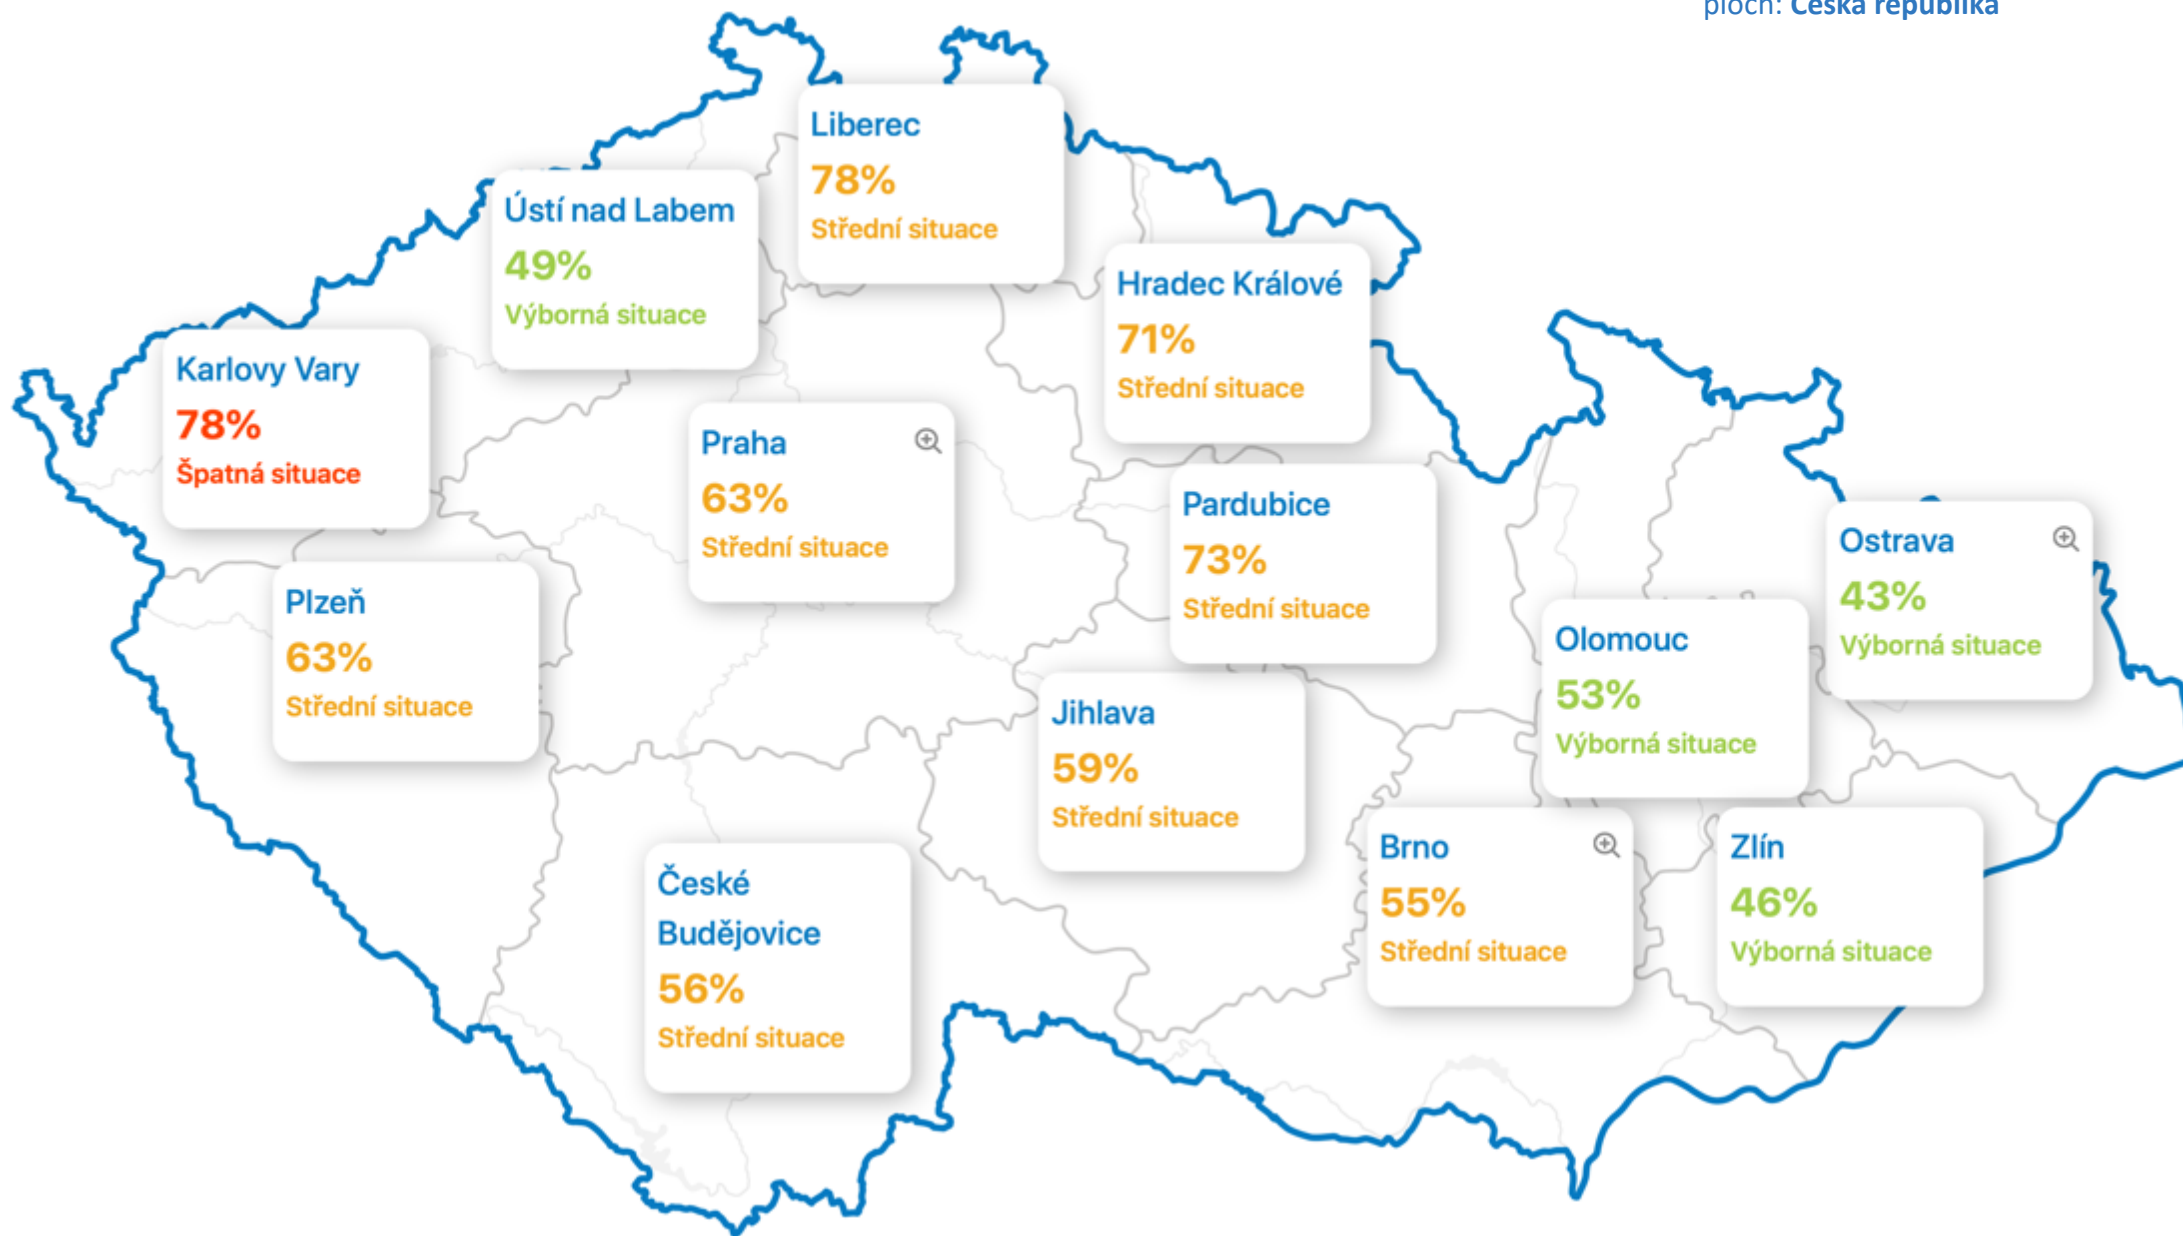 ploch: Česká republika
Liberec
78%
Střední situace
Ústí nad Labem
49%
Výborná situace
Hradec Králové
71%
Střední situace
Karlovy Vary
78%
Špatná situace
Praha
63%
Střední situace
Pardubice
73%
Střední situace
Ostrava
43%
Výborná situace
Plzeň
63%
Střední situace
Olomouc
53%
Výborná situace
Jihlava
59%
Střední situace
Brno
55%
Střední situace
Zlín
46%
Výborná situace
České
Budějovice
56%
Střední situace